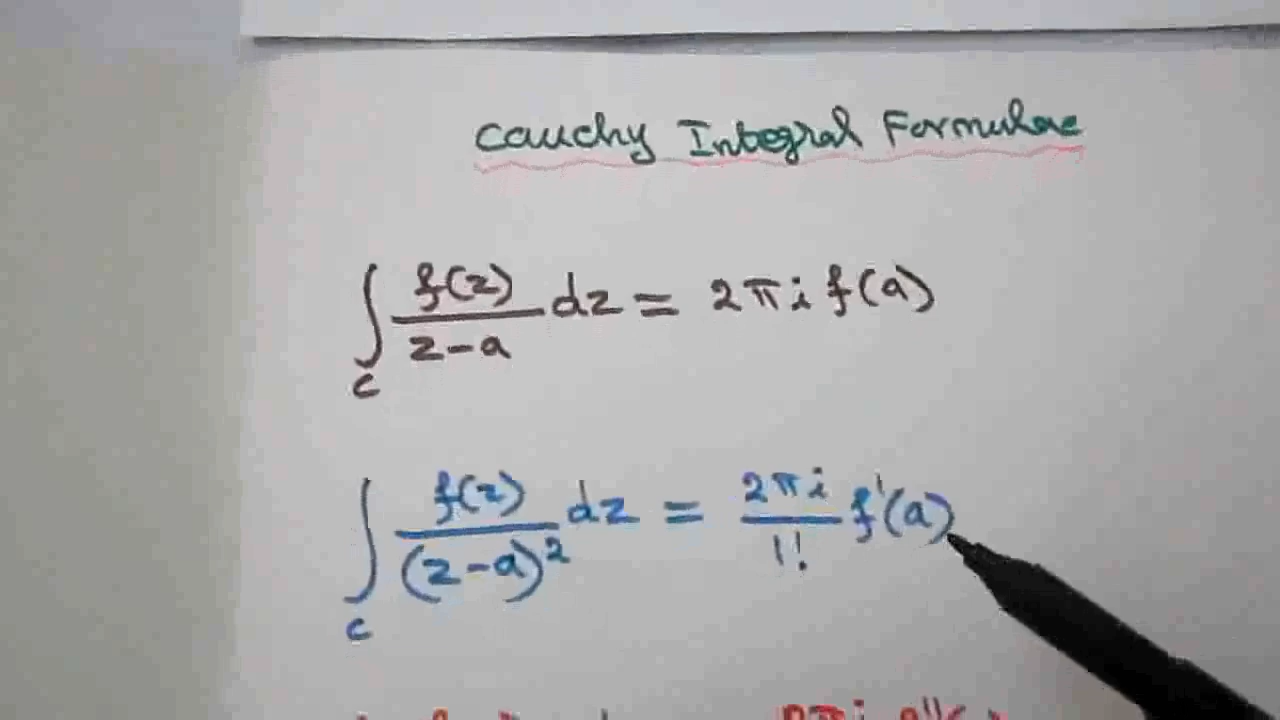 Cauchy Integral Formulae
∫_c f(z)/(z-a) dz = 2πi f(a)
∫_c f(z)/(z-a)^2 dz = 2πi/1! f'(a)